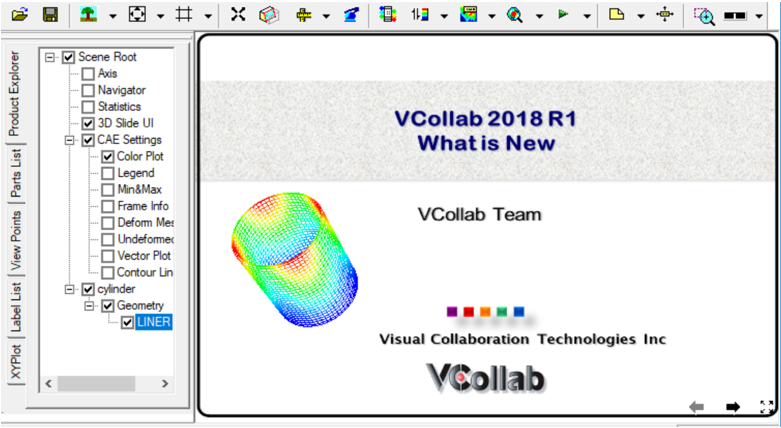 Product Explorer
Parts List
View Points
Label List
XYPlot
Scene Root
Axis
Navigator
Statistics
3D Slide UI
CAE Settings
Color Plot
Legend
Min&Max
Frame Info
Deform Mes
Undeformed
Vector Plot
Contour Lin
cylinder
Geometry
LINER
VCollab 2018 R1
What is New
VCollab Team
Visual Collaboration Technologies Inc
VCollab